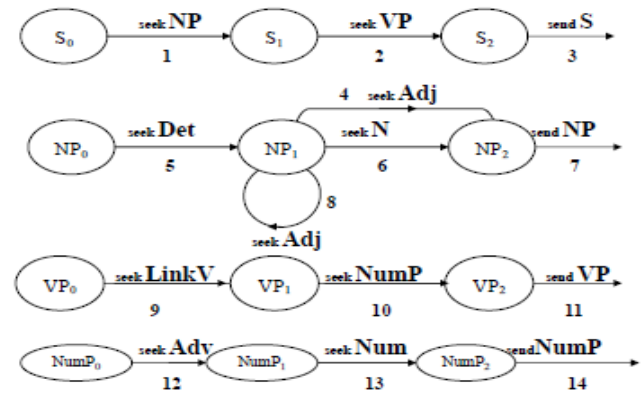 S₀ seek NP S₁ seek VP S₂ send S
1 2 3
4 seek Adj
NP₀ seek Det NP₁ seek N NP₂ send NP
5 6 7
8
seek Adj
VP₀ seek LinkV VP₁ seek NumP VP₂ send VP
9 10 11
NumP₀ seek Adv NumP₁ seek Num NumP₂ send NumP
12 13 14